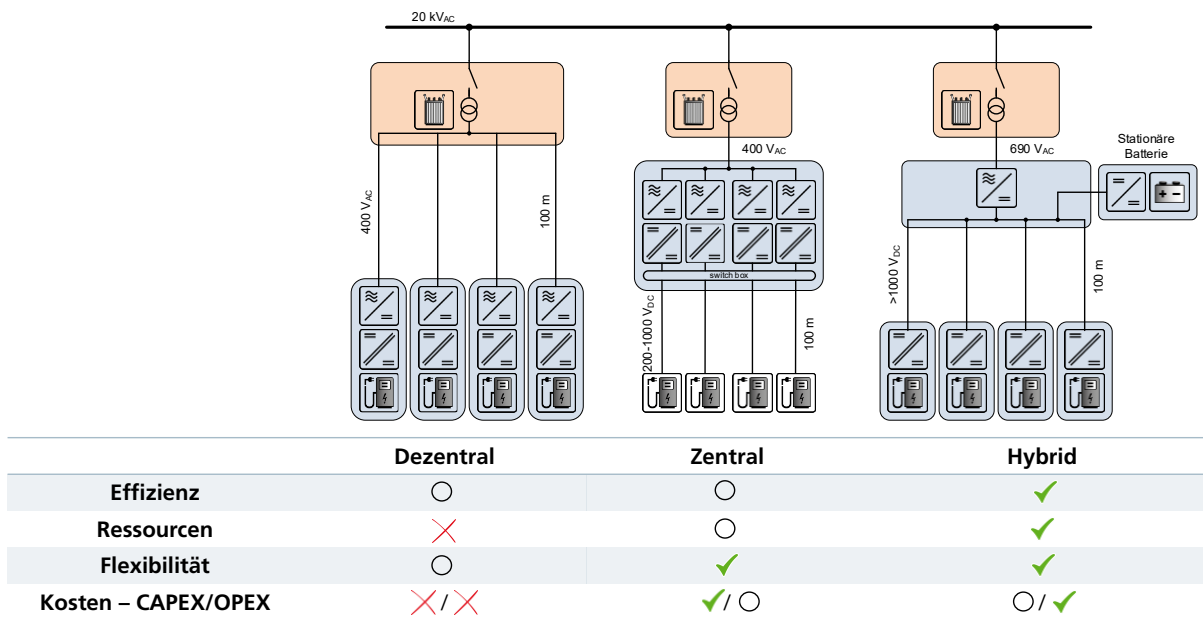 20 kVAC
400 VAC
690 VAC
Stationäre
Batterie
400 VAC
100 m
switch box
200-1000 VDC
100 m
>1000 VDC
100 m
Dezentral Zentral Hybrid
Effizienz ○ ○ ✓
Ressourcen ✗ ○ ✓
Flexibilität ○ ✓ ✓
Kosten – CAPEX/OPEX ✗ / ✗ ✓ / ○ ○ / ✓